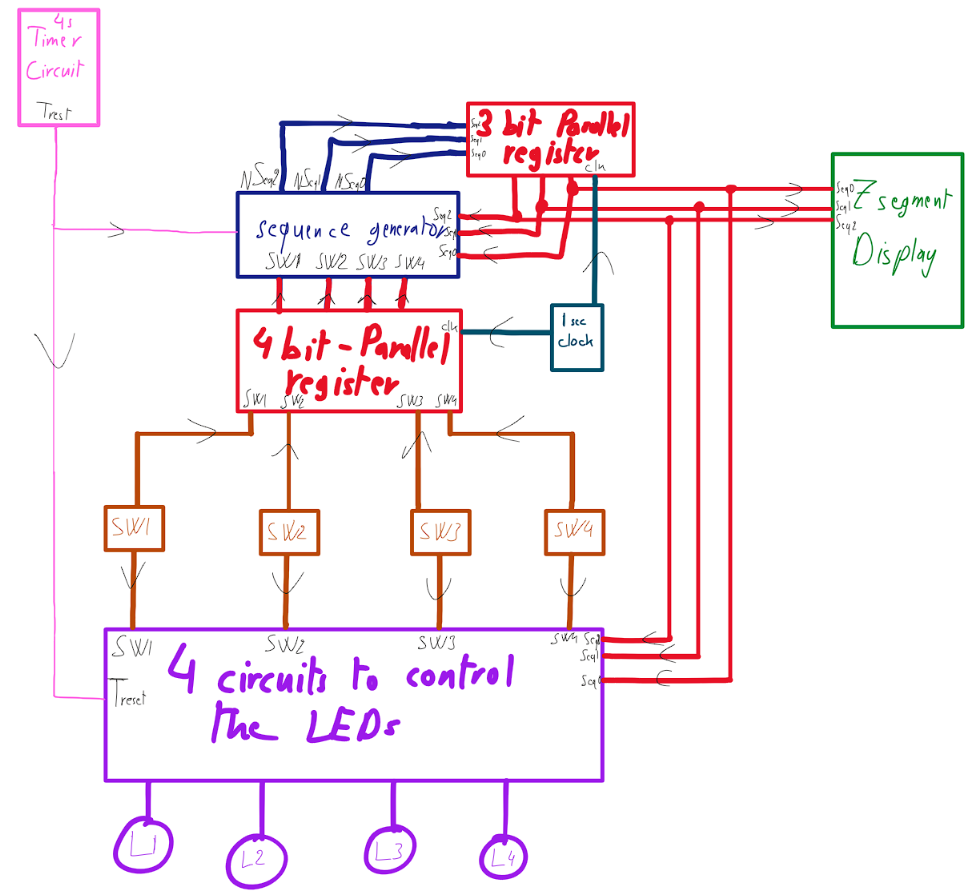 4s
Timer
Circuit
Trest
3 bit Parallel
register
Seq2
Seq1
Seq0
clk
NSeq2 NSeq1 NSeq0
sequence generator
Seq2
Seq0
SW1 SW2 SW3 SW4
Seq0
Seq1
Seq2
7 segment
Display
1 sec
clock
4 bit - Parallel
register
clk
SW1 SW2 SW3 SW4
SW1 SW2 SW3 SW4
SW1 SW2 SW3 SW4
Seq1
Seq0
4 circuits to control
the LEDs
Treset
L1 L2 L3 L4